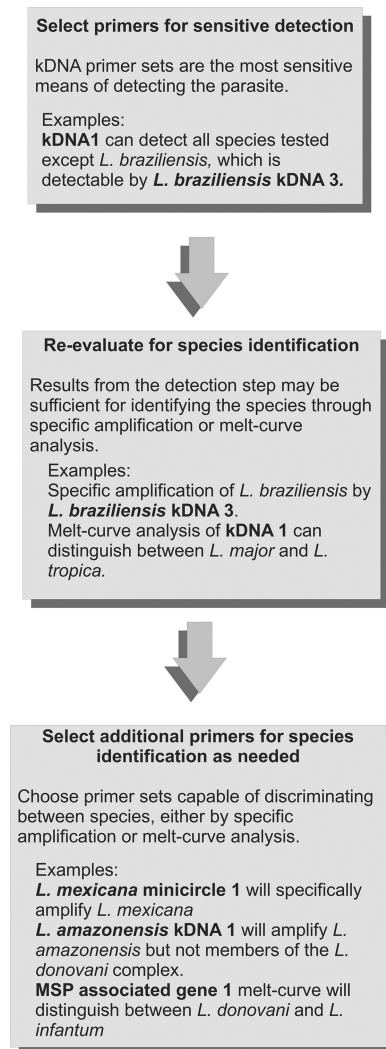 Select primers for sensitive detection
kDNA primer sets are the most sensitive
means of detecting the parasite.
Examples:
kDNA1 can detect all species tested
except L. braziliensis, which is
detectable by L. braziliensis kDNA 3.
Re-evaluate for species identification
Results from the detection step may be
sufficient for identifying the species through
specific amplification or melt-curve
analysis.
Examples:
Specific amplification of L. braziliensis by
L. braziliensis kDNA 3.
Melt-curve analysis of kDNA 1 can
distinguish between L. major and L.
tropica.
Select additional primers for species
identification as needed
Choose primer sets capable of discriminating
between species, either by specific
amplification or melt-curve analysis.
Examples:
L. mexicana minicircle 1 will specifically
amplify L. mexicana
L. amazonensis kDNA 1 will amplify L.
amazonensis but not members of the L.
donovani complex.
MSP associated gene 1 melt-curve will
distinguish between L. donovani and L.
infantum